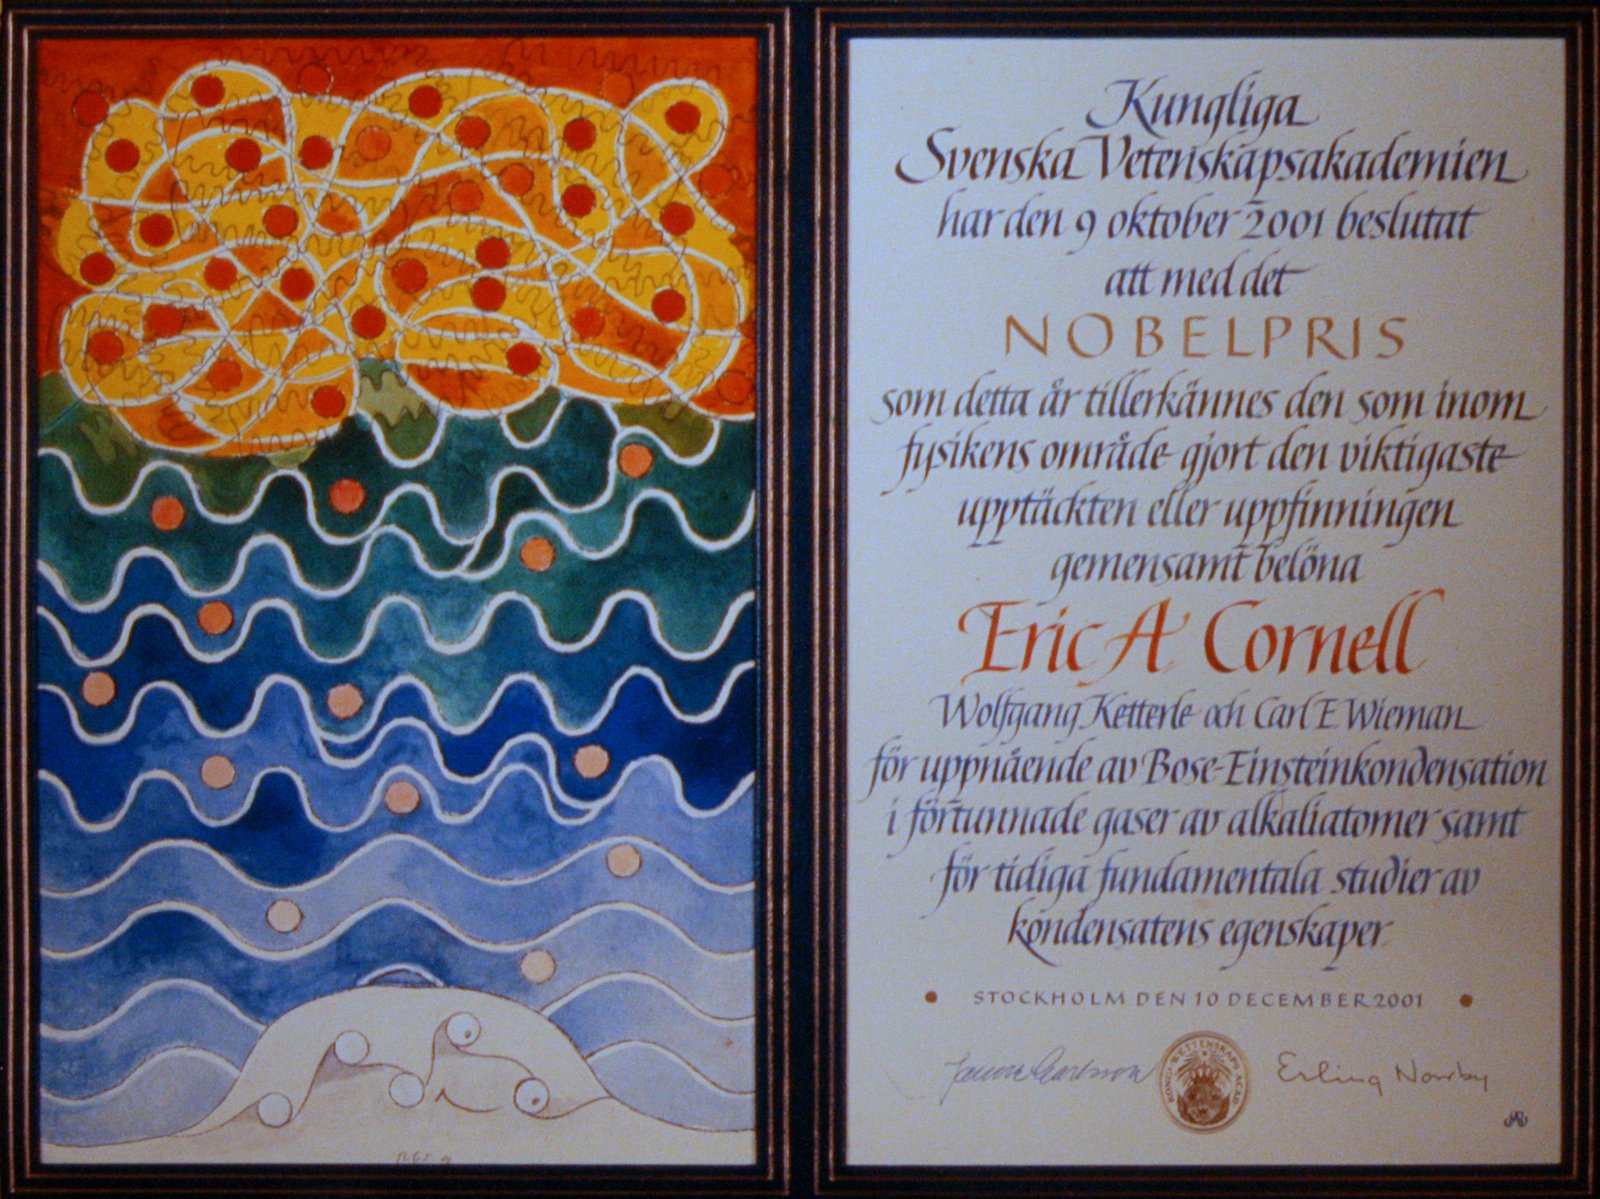 Kungliga
Svenska Vetenskapsakademien
har den 9 oktober 2001 beslutat
att med det
NOBELPRIS
som detta år tillerkännes den som inom
fysikens område gjort den viktigaste
upptäckten eller uppfinningen
gemensamt belöna
Eric A Cornell
Wolfgang Ketterle och Carl E Wieman
för uppnående av Bose-Einsteinkondensation
i förtunnade gaser av alkaliatomer samt
för tidiga fundamentala studier av
kondensatens egenskaper
STOCKHOLM DEN 10 DECEMBER 2001
Erling Norrby